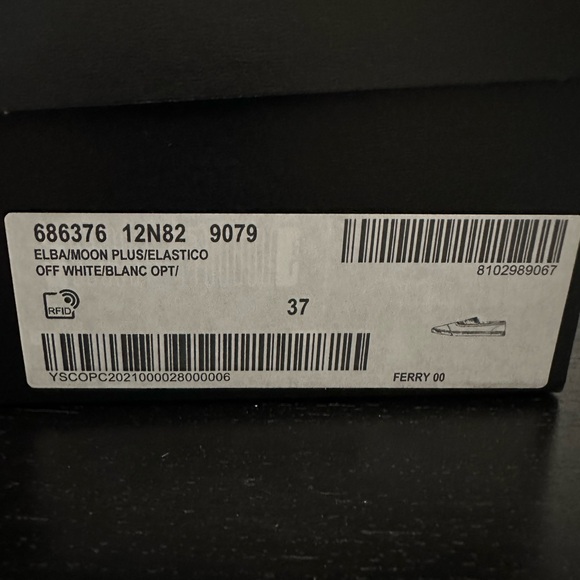 686376 12N82 9079
ELBA/MOON PLUS/ELASTICO
OFF WHITE/BLANC OPT/
8102989067
RFID
37
YSCOPC2021000028000006
FERRY 00